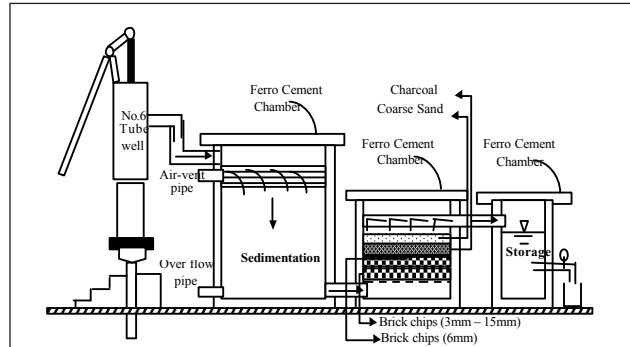 No.6
Tube
well
Air-vent
pipe
Over flow
pipe
Ferro Cement
Chamber
Sedimentation
Charcoal
Coarse Sand
Ferro Cement
Chamber
Ferro Cement
Chamber
Storage
Brick chips (3mm – 15mm)
Brick chips (6mm)